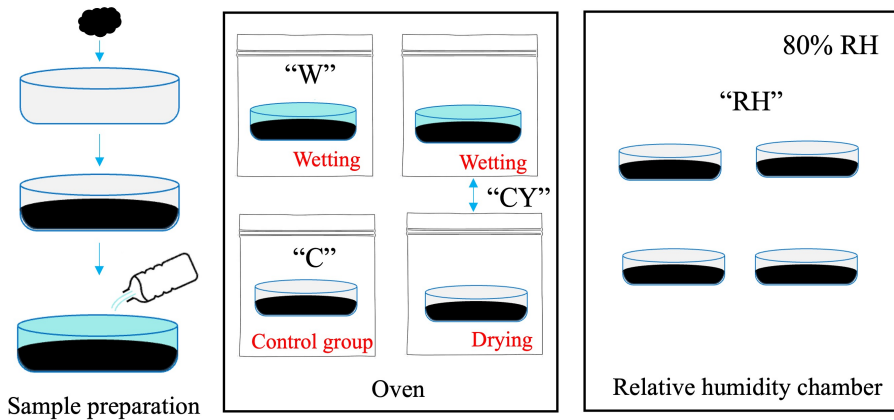 Sample preparation
“W”
Wetting
Wetting
“CY”
“C”
Control group
Drying
Oven
80% RH
“RH”
Relative humidity chamber